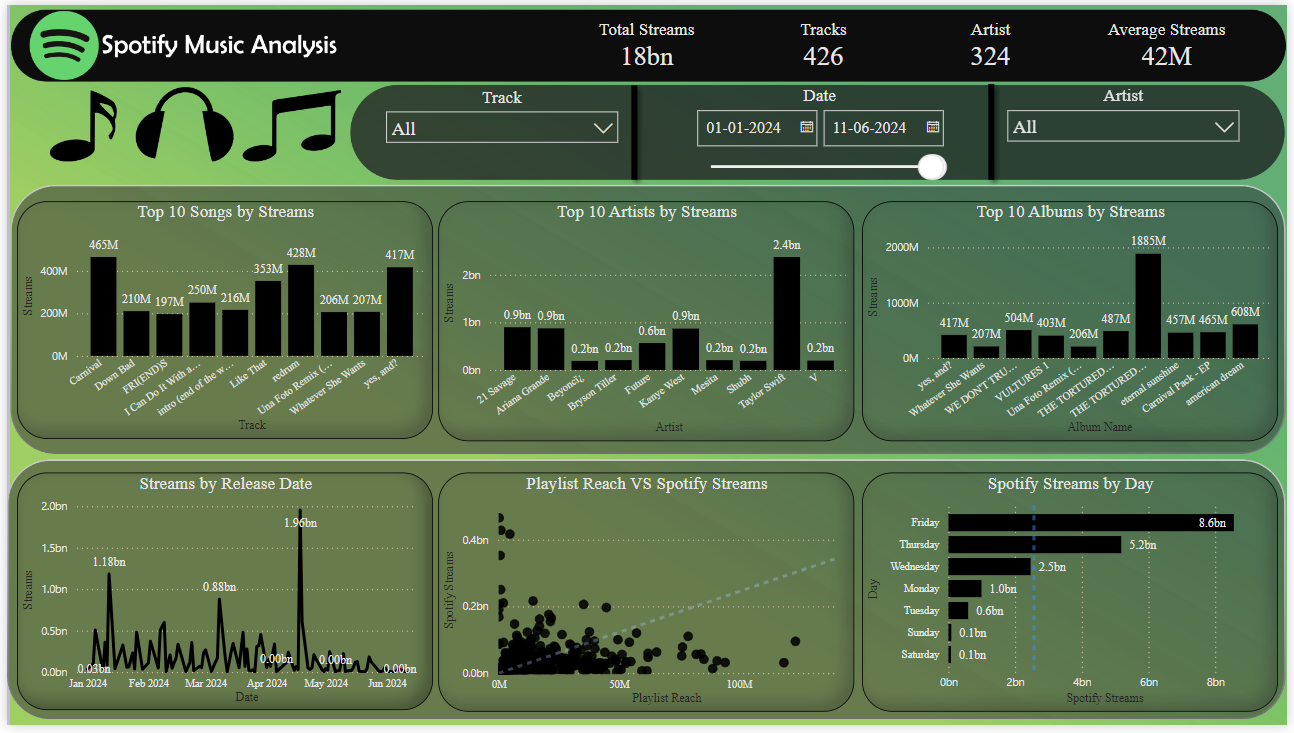 Spotify Music Analysis
Total Streams
18bn
Tracks
426
Artist
324
Average Streams
42M
Track
All
Date
01-01-2024
11-06-2024
Artist
All
Top 10 Songs by Streams
Streams
400M
200M
0M
465M
210M
197M
250M
216M
353M
428M
206M
207M
417M
Carnival
Down Bad
FRI(END)S
I Can Do It With a...
intro (end of the w...
Like That
redrum
Una Foto Remix (...
Whatever She Wants
yes, and?
Track
Top 10 Artists by Streams
Streams
2bn
1bn
0bn
0.9bn
0.9bn
0.2bn
0.2bn
0.6bn
0.9bn
0.2bn
0.2bn
2.4bn
0.2bn
21 Savage
Ariana Grande
Beyoncï¿
Bryson Tiller
Future
Kanye West
Mesita
Shubh
Taylor Swift
V
Artist
Top 10 Albums by Streams
Streams
2000M
1000M
0M
417M
207M
504M
403M
206M
487M
1885M
457M
465M
608M
yes, and?
Whatever She Wants
WE DON'T TRU...
VULTURES 1
Una Foto Remix (...
THE TORTURED...
THE TORTURED...
eternal sunshine
Carnival Pack - EP
american dream
Album Name
Streams by Release Date
Streams
2.0bn
1.5bn
1.0bn
0.5bn
0.0bn
0.03bn
1.18bn
0.88bn
0.00bn
1.96bn
0.00bn
0.00bn
Jan 2024
Feb 2024
Mar 2024
Apr 2024
May 2024
Jun 2024
Date
Playlist Reach VS Spotify Streams
Spotify Streams
0.4bn
0.2bn
0.0bn
0M
50M
100M
Playlist Reach
Spotify Streams by Day
Day
Friday
8.6bn
Thursday
5.2bn
Wednesday
2.5bn
Monday
1.0bn
Tuesday
0.6bn
Sunday
0.1bn
Saturday
0.1bn
0bn
2bn
4bn
6bn
8bn
Spotify Streams